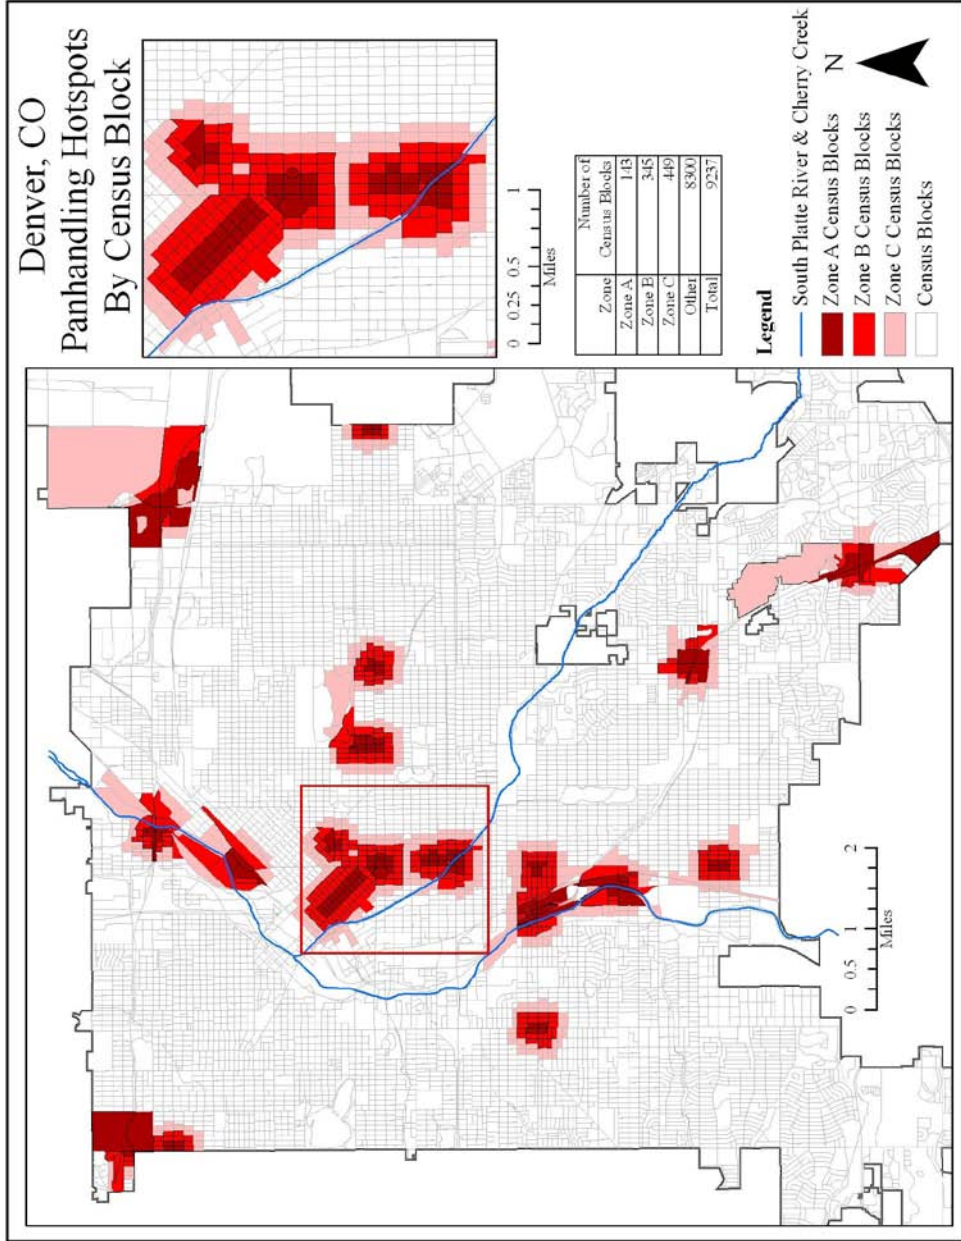 Denver, CO
Panhandling Hotspots
By Census Block
0 0.25 0.5 1
Miles
Zone Number of Census Blocks
Zone A 143
Zone B 345
Zone C 449
Other 8300
Total 9237
Legend
South Platte River & Cherry Creek
Zone A Census Blocks
Zone B Census Blocks
Zone C Census Blocks
Census Blocks
N
0 0.5 1 2
Miles